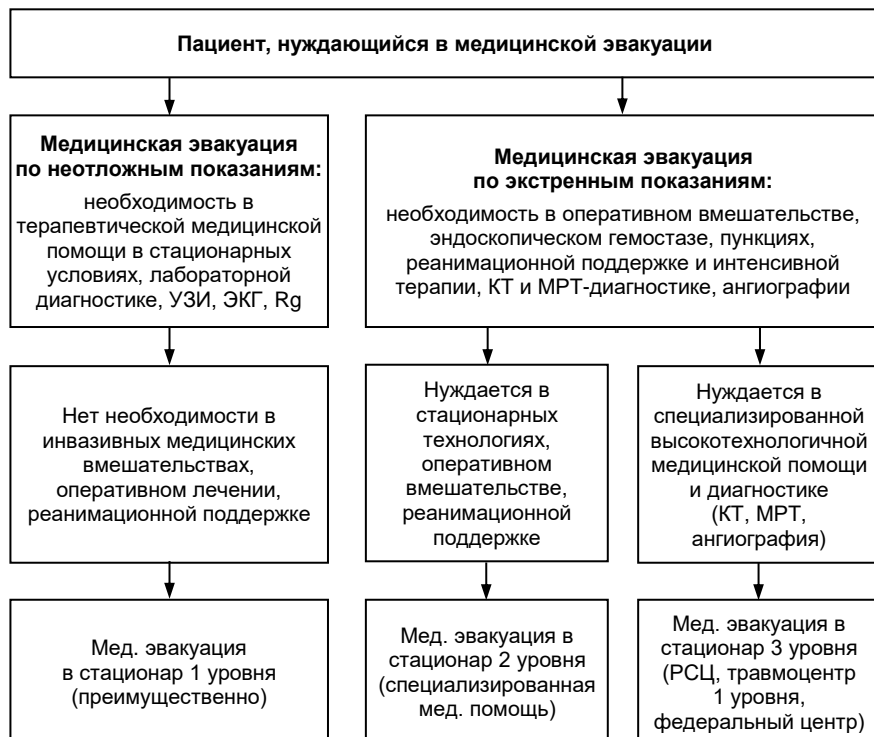 Пациент, нуждающийся в медицинской эвакуации
Медицинская эвакуация
по неотложным показаниям:
необходимость в
терапевтической медицинской
помощи в стационарных
условиях, лабораторной
диагностике, УЗИ, ЭКГ, Rg
Медицинская эвакуация
по экстренным показаниям:
необходимость в оперативном вмешательстве,
эндоскопическом гемостазе, пункциях,
реанимационной поддержке и интенсивной
терапии, КТ и МРТ-диагностике, ангиографии
Нет необходимости в
инвазивных медицинских
вмешательствах,
оперативном лечении,
реанимационной поддержке
Нуждается в
стационарных
технологиях,
оперативном
вмешательстве,
реанимационной
поддержке
Нуждается в
специализированной
высокотехнологичной
медицинской помощи
и диагностике
(КТ, МРТ,
ангиография)
Мед. эвакуация
в стационар 1 уровня
(преимущественно)
Мед. эвакуация в
стационар 2 уровня
(специализированная
мед. помощь)
Мед. эвакуация в
стационар 3 уровня
(РСЦ, травмоцентр
1 уровня,
федеральный центр)